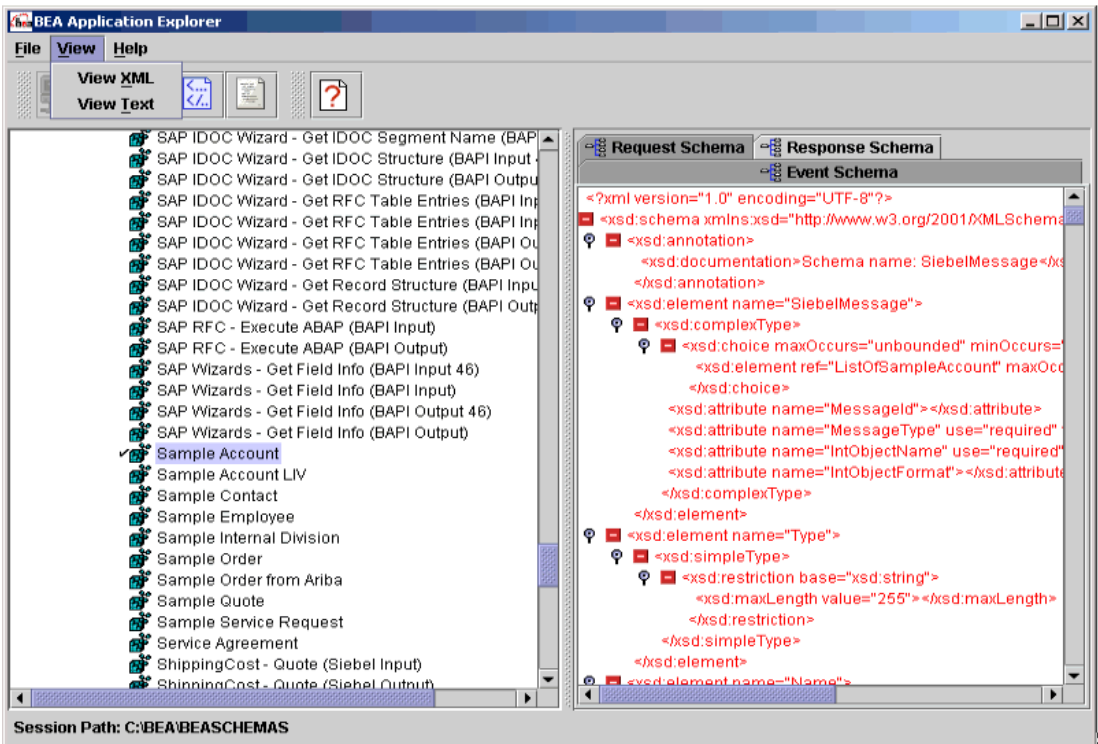 BEA Application Explorer
File View Help
View XML
View Text
SAP IDOC Wizard - Get IDOC Segment Name (BAP
SAP IDOC Wizard - Get IDOC Structure (BAPI Input
SAP IDOC Wizard - Get IDOC Structure (BAPI Outpu
SAP IDOC Wizard - Get RFC Table Entries (BAPI Inp
SAP IDOC Wizard - Get RFC Table Entries (BAPI Inp
SAP IDOC Wizard - Get RFC Table Entries (BAPI Ou
SAP IDOC Wizard - Get RFC Table Entries (BAPI Ou
SAP IDOC Wizard - Get Record Structure (BAPI Inpu
SAP IDOC Wizard - Get Record Structure (BAPI Outp
SAP RFC - Execute ABAP (BAPI Input)
SAP RFC - Execute ABAP (BAPI Output)
SAP Wizards - Get Field Info (BAPI Input 46)
SAP Wizards - Get Field Info (BAPI Input)
SAP Wizards - Get Field Info (BAPI Output 46)
SAP Wizards - Get Field Info (BAPI Output)
Sample Account
Sample Account LIV
Sample Contact
Sample Employee
Sample Internal Division
Sample Order
Sample Order from Ariba
Sample Quote
Sample Service Request
Service Agreement
ShippingCost - Quote (Siebel Input)
ShippingCost - Quote (Siebel Output)
Request Schema Response Schema
Event Schema
<?xml version="1.0" encoding="UTF-8"?>
<xsd:schema xmlns:xsd="http://www.w3.org/2001/XMLSchema
<xsd:annotation>
<xsd:documentation>Schema name: SiebelMessage</xs
</xsd:annotation>
<xsd:element name="SiebelMessage">
<xsd:complexType>
<xsd:choice maxOccurs="unbounded" minOccurs="
<xsd:element ref="ListOfSampleAccount" maxOcc
</xsd:choice>
<xsd:attribute name="MessageId"></xsd:attribute>
<xsd:attribute name="MessageType" use="required"
<xsd:attribute name="IntObjectName" use="required"
<xsd:attribute name="IntObjectFormat"></xsd:attribute
</xsd:complexType>
</xsd:element>
<xsd:element name="Type">
<xsd:simpleType>
<xsd:restriction base="xsd:string">
<xsd:maxLength value="255"></xsd:maxLength>
</xsd:restriction>
</xsd:simpleType>
</xsd:element>
<xsd:element name="Name">
Session Path: C:\BEA\BEASCHEMAS